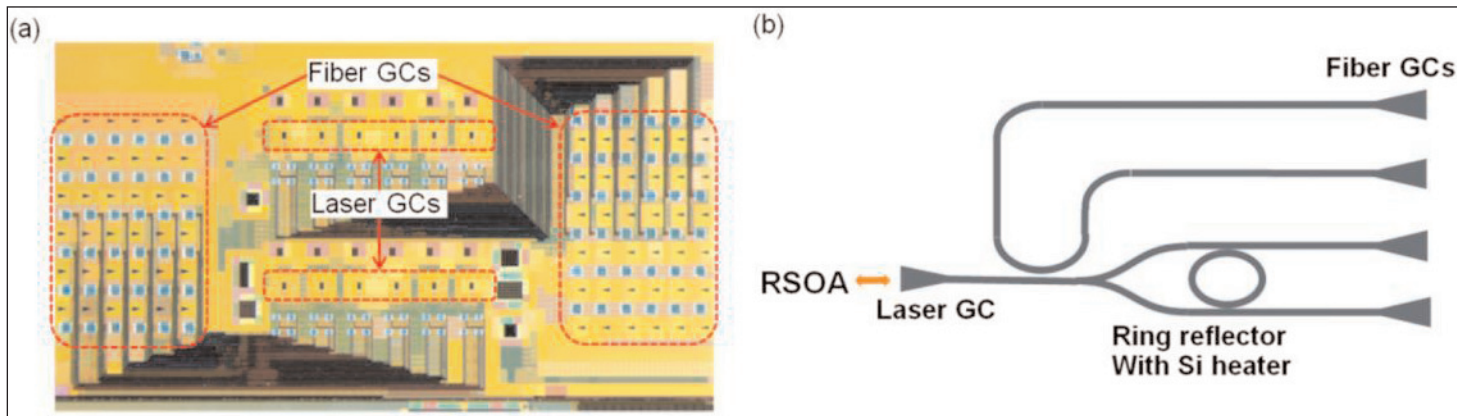 (a)
Fiber GCs
Laser GCs
(b)
Fiber GCs
RSOA
Laser GC
Ring reflector
With Si heater